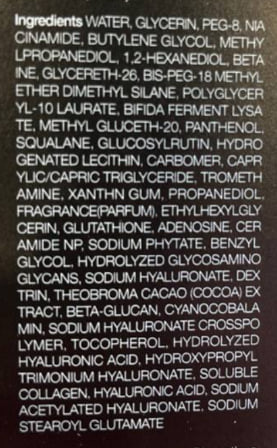 Ingredients WATER, GLYCERIN, PEG-8, NIA
CINAMIDE, BUTYLENE GLYCOL, METHY
LPROPANEDIOL, 1,2-HEXANEDIOL, BETA
INE, GLYCERETH-26, BIS-PEG-18 METHYL
ETHER DIMETHYL SILANE, POLYGLYCER
YL-10 LAURATE, BIFIDA FERMENT LYSA
TE, METHYL GLUCETH-20, PANTHENOL,
SQUALANE, GLUCOSYLRUTIN, HYDRO
GENATED LECITHIN, CARBOMER, CAPR
YLIC/CAPRIC TRIGLYCERIDE, TROMETH
AMINE, XANTHN GUM, PROPANEDIOL,
FRAGRANCE(PARFUM), ETHYLHEXYLGLY
CERIN, GLUTATHIONE, ADENOSINE, CER
AMIDE NP, SODIUM PHYTATE, BENZYL
GLYCOL, HYDROLYZED GLYCOSAMINO
GLYCANS, SODIUM HYALURONATE, DEX
TRIN, THEOBROMA CACAO (COCOA) EX
TRACT, BETA-GLUCAN, CYANOCOBALA
MIN, SODIUM HYALURONATE CROSSPO
LYMER, TOCOPHEROL, HYDROLYZED
HYALURONIC ACID, HYDROXYPROPYL
TRIMONIUM HYALURONATE, SOLUBLE
COLLAGEN, HYALURONIC ACID, SODIUM
ACETYLATED HYALURONATE, SODIUM
STEAROYL GLUTAMATE